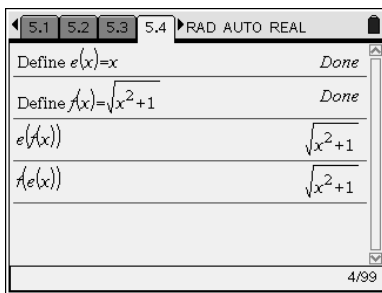 5.1 5.2 5.3 5.4 RAD AUTO REAL
Define e(x)=x Done
Define f(x)=√x²+1 Done
e(f(x)) √x²+1
f(e(x)) √x²+1
4/99